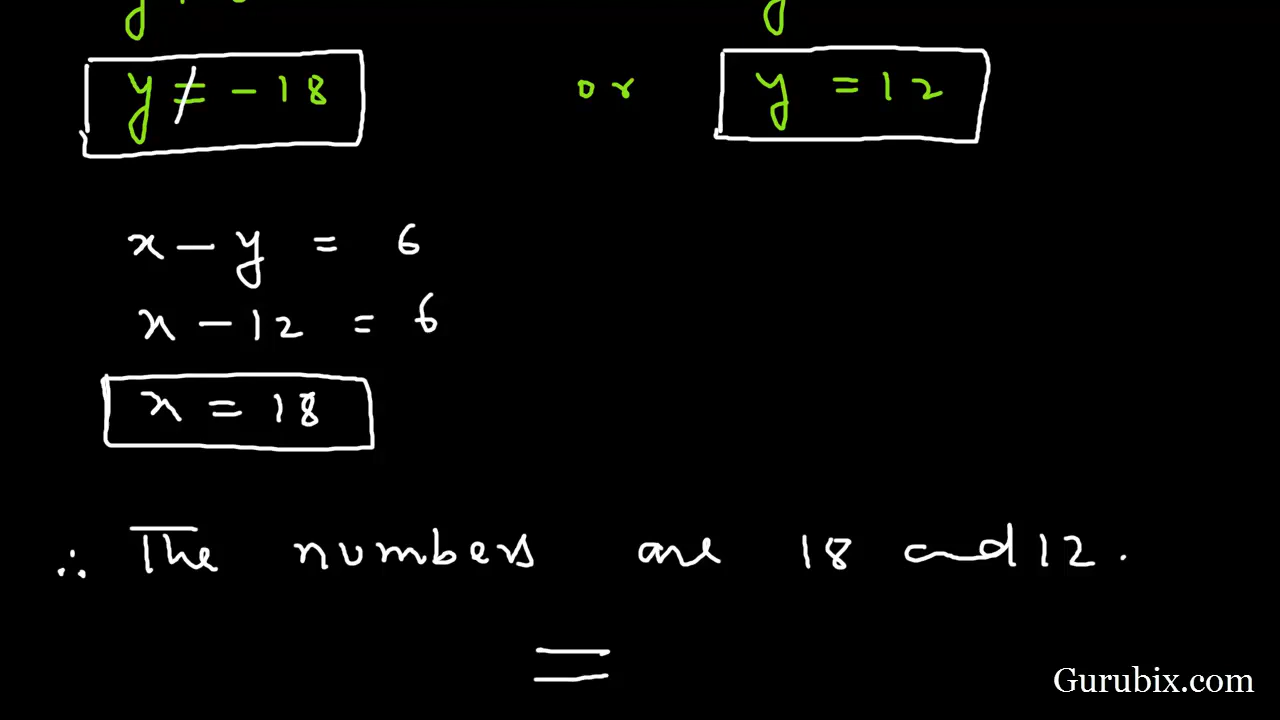 y ≠ -18 or y = 12
x - y = 6
x - 12 = 6
x = 18
∴ The numbers are 18 and 12.
Gurubix.com